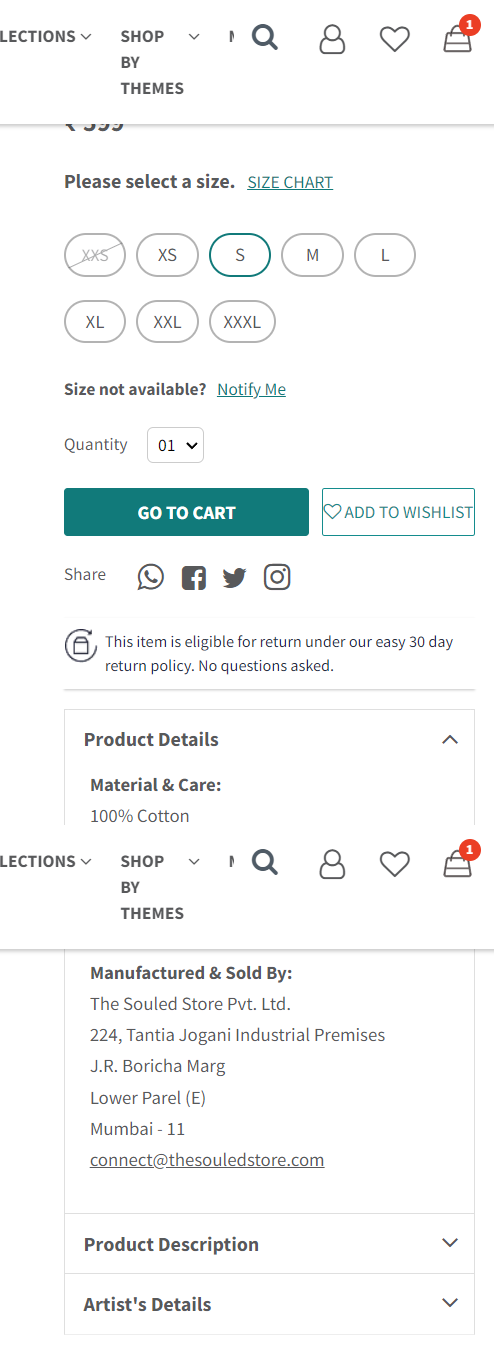 LECTIONS
SHOP
BY
THEMES
1
Please select a size. SIZE CHART
XXS XS S M L
XL XXL XXXL
Size not available? Notify Me
Quantity 01
GO TO CART ADD TO WISHLIST
Share
This item is eligible for return under our easy 30 day
return policy. No questions asked.
Product Details
Material & Care:
100% Cotton
LECTIONS
SHOP
BY
THEMES
1
Manufactured & Sold By:
The Souled Store Pvt. Ltd.
224, Tantia Jogani Industrial Premises
J.R. Boricha Marg
Lower Parel (E)
Mumbai - 11
connect@thesouledstore.com
Product Description
Artist's Details